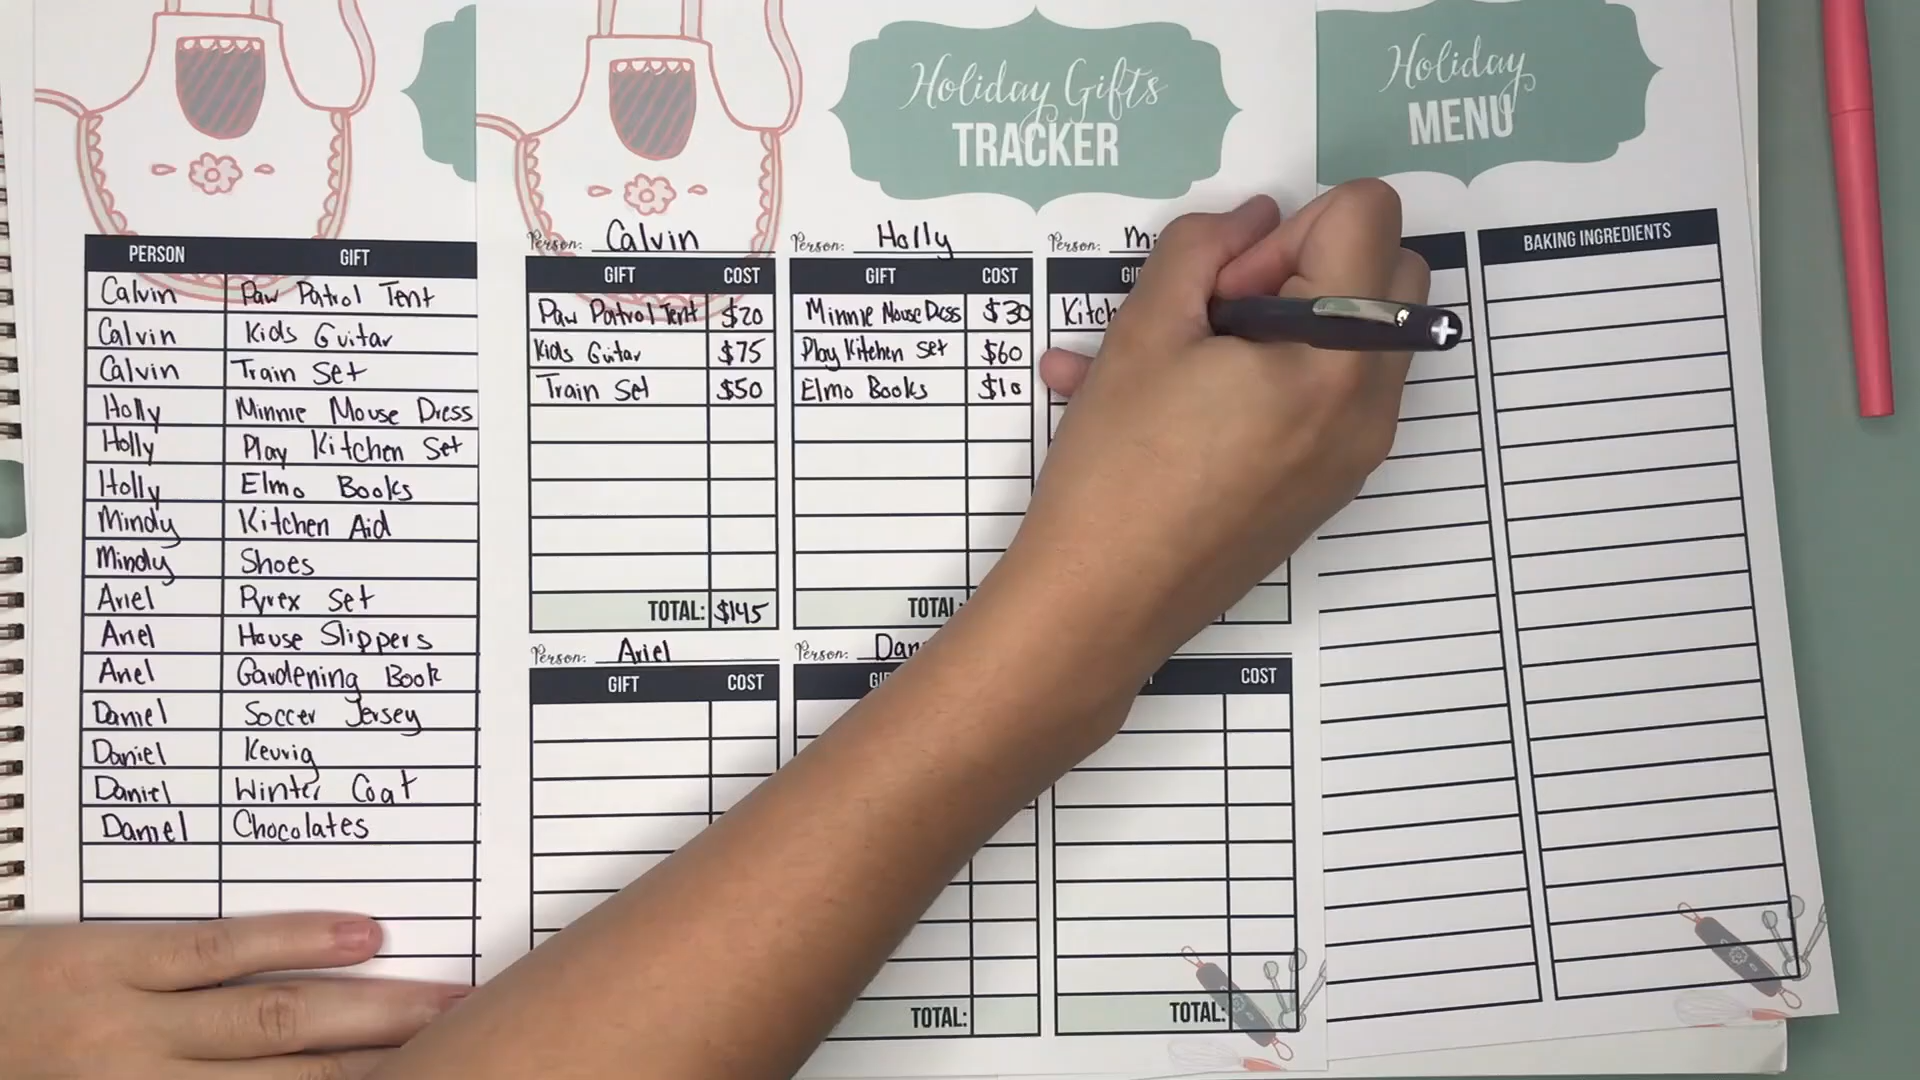 PERSON GIFT
Calvin Paw Patrol Tent
Calvin Kids Guitar
Calvin Train Set
Holly Minnie Mouse Dress
Holly Play Kitchen Set
Holly Elmo Books
Mindy Kitchen Aid
Mindy Shoes
Ariel Pyrex Set
Ariel House Slippers
Ariel Gardening Book
Daniel Soccer Jersey
Daniel Keurig
Daniel Winter Coat
Daniel Chocolates
Holiday Gifts
TRACKER
Person: Calvin
GIFT COST
Paw Patrol Tent $20
Kids Guitar $75
Train Set $50
TOTAL: $145
Person: Holly
GIFT COST
Minnie Mouse Dress $30
Play Kitchen Set $60
Elmo Books $10
TOTAL:
Person: Mi
GI
Kitch
Person: Ariel
GIFT COST
Person: Dan
GI
TOTAL:
COST
TOTAL:
Holiday
MENU
BAKING INGREDIENTS